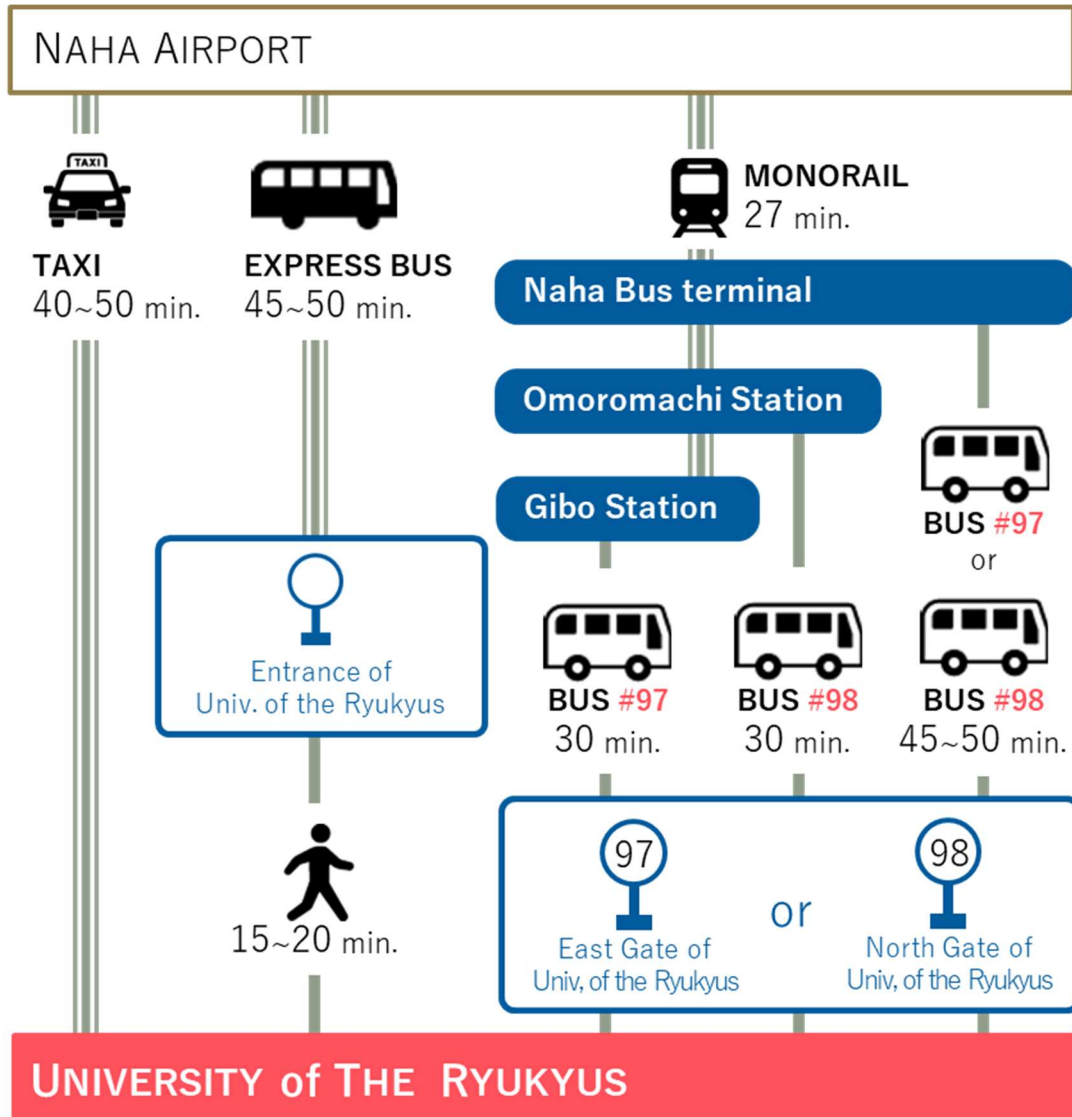 NAHA AIRPORT
TAXI
TAXI
40~50 min.
EXPRESS BUS
45~50 min.
MONORAIL
27 min.
Naha Bus terminal
Omoromachi Station
Gibo Station
BUS #97
or
Entrance of
Univ. of the Ryukyus
BUS #97
30 min.
BUS #98
30 min.
BUS #98
45~50 min.
15~20 min.
97
East Gate of
Univ, of the Ryukyus
or
98
North Gate of
Univ, of the Ryukyus
UNIVERSITY of THE RYUKYUS